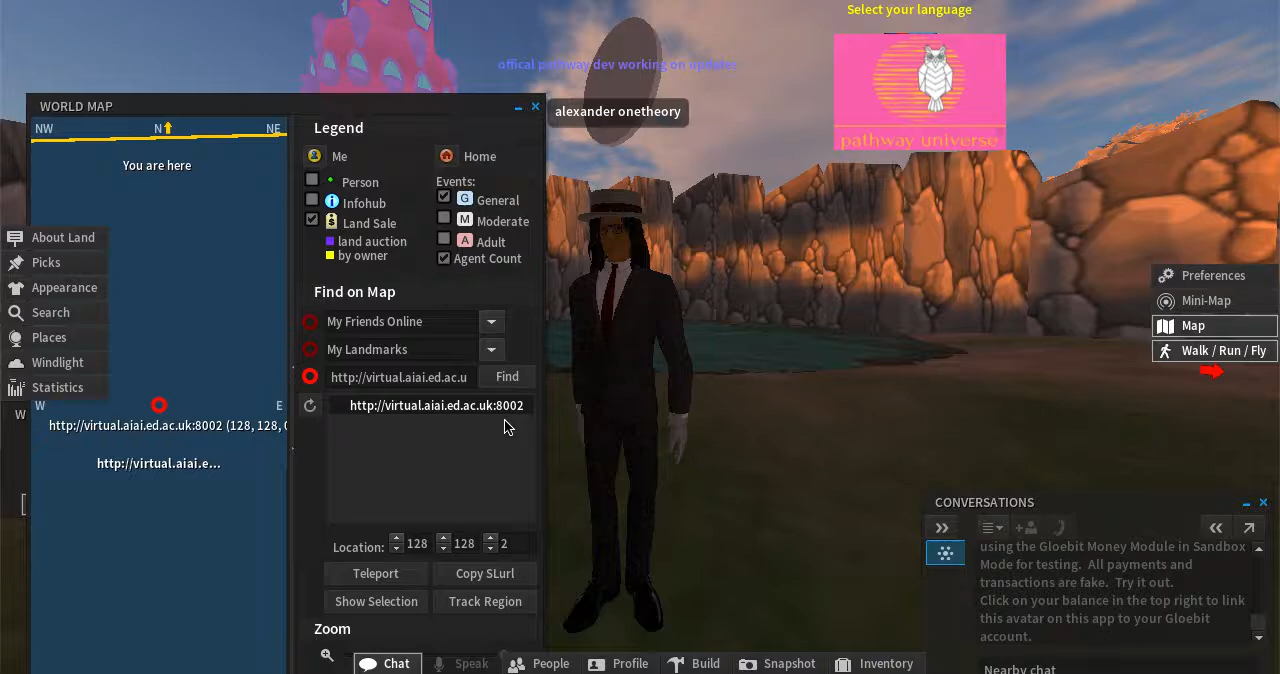 Select your language
offical pathway dev working on updates
pathway universe
alexander onetheory
WORLD MAP
NW
N
NE
You are here
About Land
Picks
Appearance
Search
Places
Windlight
Statistics
W
W
E
http://virtual.aiai.ed.ac.uk:8002 (128, 128,
http://virtual.aiai.e...
Legend
Me
Home
Person
Events:
Infohub
G General
Land Sale
M Moderate
land auction
A Adult
by owner
Agent Count
Find on Map
My Friends Online
My Landmarks
http://virtual.aiai.ed.ac.u
Find
http://virtual.aiai.ed.ac.uk:8002
Location: 128 128 2
Teleport
Copy SLurl
Show Selection
Track Region
Zoom
Preferences
Mini-Map
Map
Walk / Run / Fly
CONVERSATIONS
using the Gloebit Money Module in Sandbox
Mode for testing. All payments and
transactions are fake. Try it out.
Click on your balance in the top right to link
this avatar on this app to your Gloebit
account.
Nearby chat
Chat
Speak
People
Profile
Build
Snapshot
Inventory